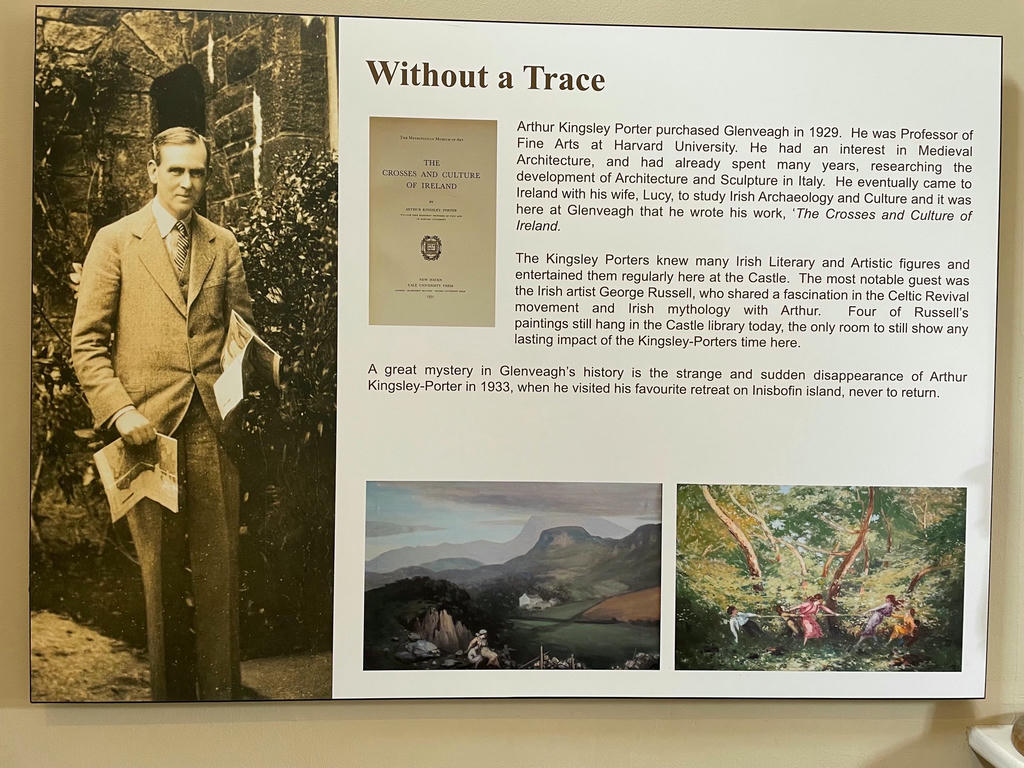 Without a Trace
THE METROPOLITAN MUSEUM OF ART
THE
CROSSES AND CULTURE
OF IRELAND
BY
ARTHUR KINGSLEY PORTER
NEW HAVEN
YALE UNIVERSITY PRESS
1931
Arthur Kingsley Porter purchased Glenveagh in 1929. He was Professor of
Fine Arts at Harvard University. He had an interest in Medieval
Architecture, and had already spent many years, researching the
development of Architecture and Sculpture in Italy. He eventually came to
Ireland with his wife, Lucy, to study Irish Archaeology and Culture and it was
here at Glenveagh that he wrote his work, ‘The Crosses and Culture of
Ireland.
The Kingsley Porters knew many Irish Literary and Artistic figures and
entertained them regularly here at the Castle. The most notable guest was
the Irish artist George Russell, who shared a fascination in the Celtic Revival
movement and Irish mythology with Arthur. Four of Russell’s
paintings still hang in the Castle library today, the only room to still show any
lasting impact of the Kingsley-Porters time here.
A great mystery in Glenveagh’s history is the strange and sudden disappearance of Arthur
Kingsley-Porter in 1933, when he visited his favourite retreat on Inisbofin island, never to return.